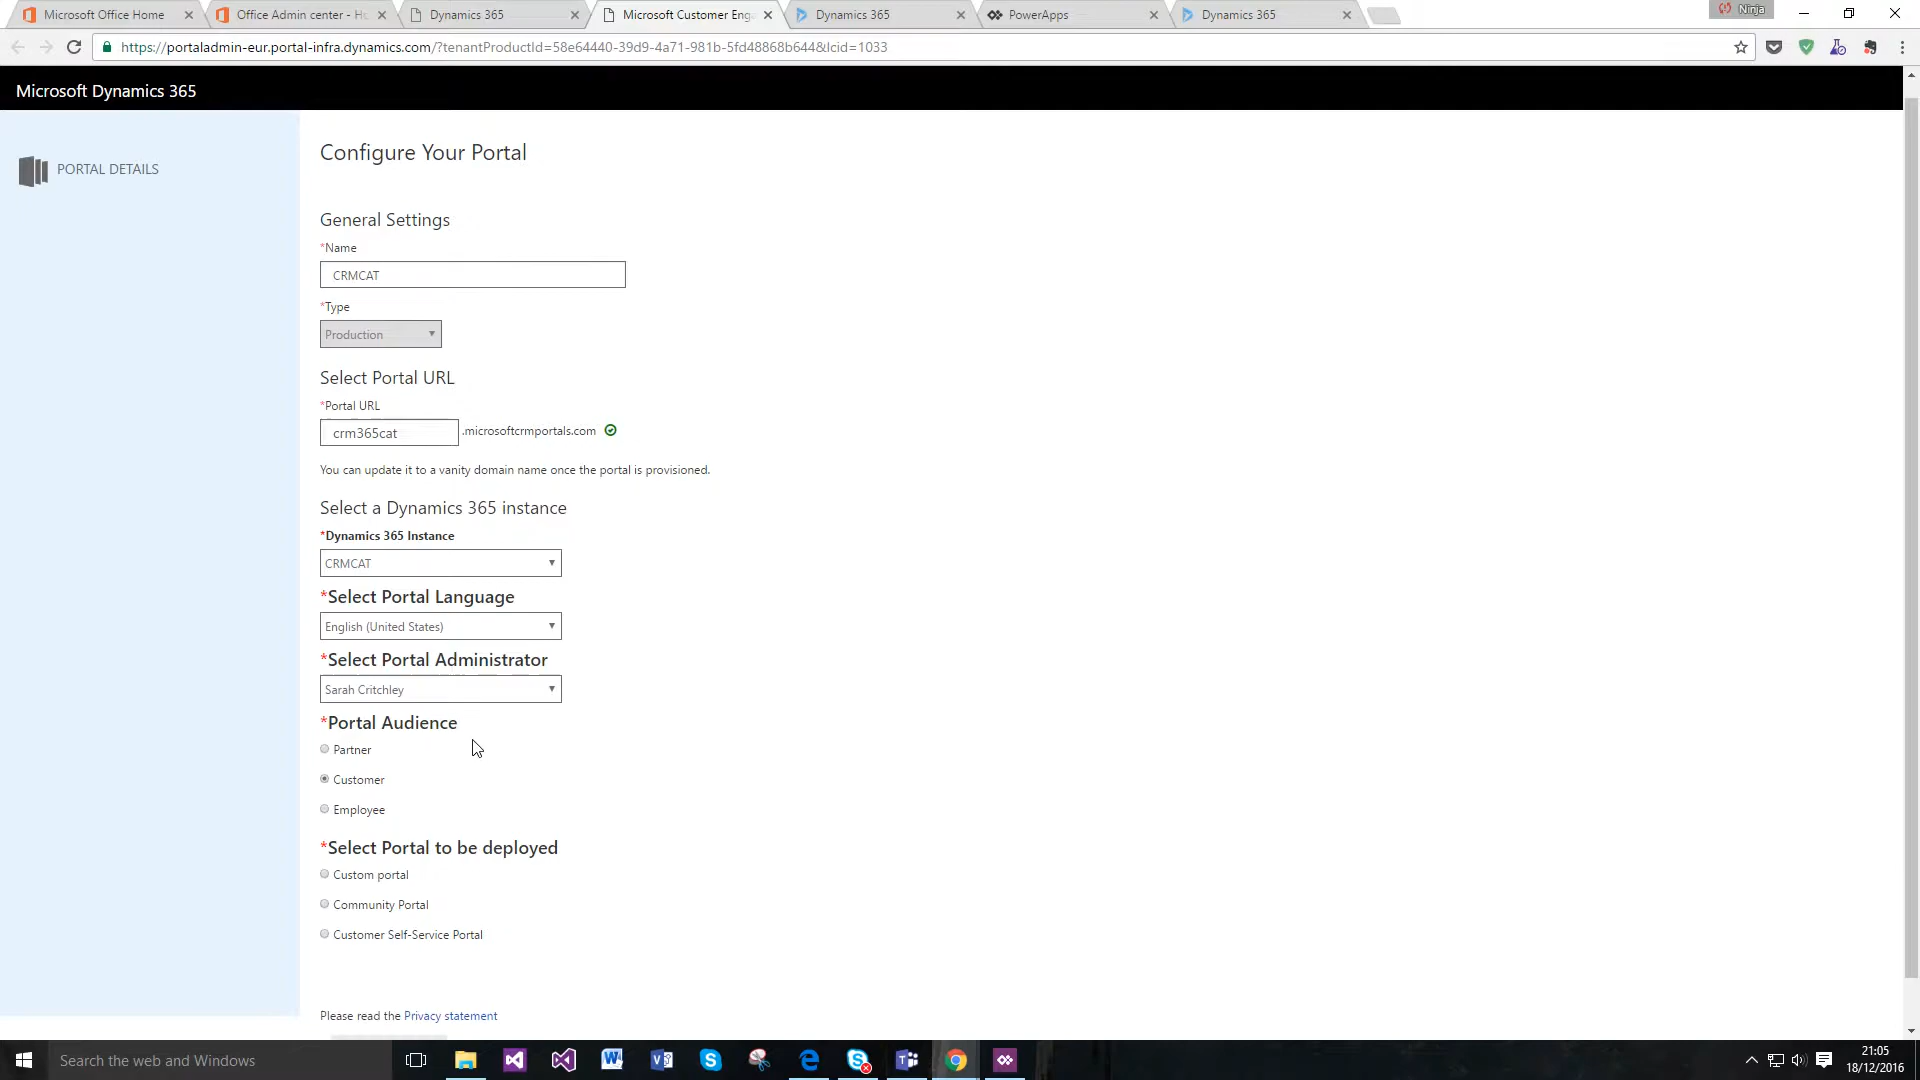 Microsoft Office Home
Office Admin center - H
Dynamics 365
Microsoft Customer Eng
Dynamics 365
PowerApps
Dynamics 365
Ninja
https://portaladmin-eur.portal-infra.dynamics.com/?tenantProductId=58e64440-39d9-4a71-981b-5fd48868b644&lcid=1033
Microsoft Dynamics 365
PORTAL DETAILS
Configure Your Portal
General Settings
*Name
CRMCAT
*Type
Production
Select Portal URL
*Portal URL
crm365cat .microsoftcrmportals.com
You can update it to a vanity domain name once the portal is provisioned.
Select a Dynamics 365 instance
*Dynamics 365 Instance
CRMCAT
*Select Portal Language
English (United States)
*Select Portal Administrator
Sarah Critchley
*Portal Audience
Partner
Customer
Employee
*Select Portal to be deployed
Custom portal
Community Portal
Customer Self-Service Portal
Please read the Privacy statement
Search the web and Windows
21:05
18/12/2016